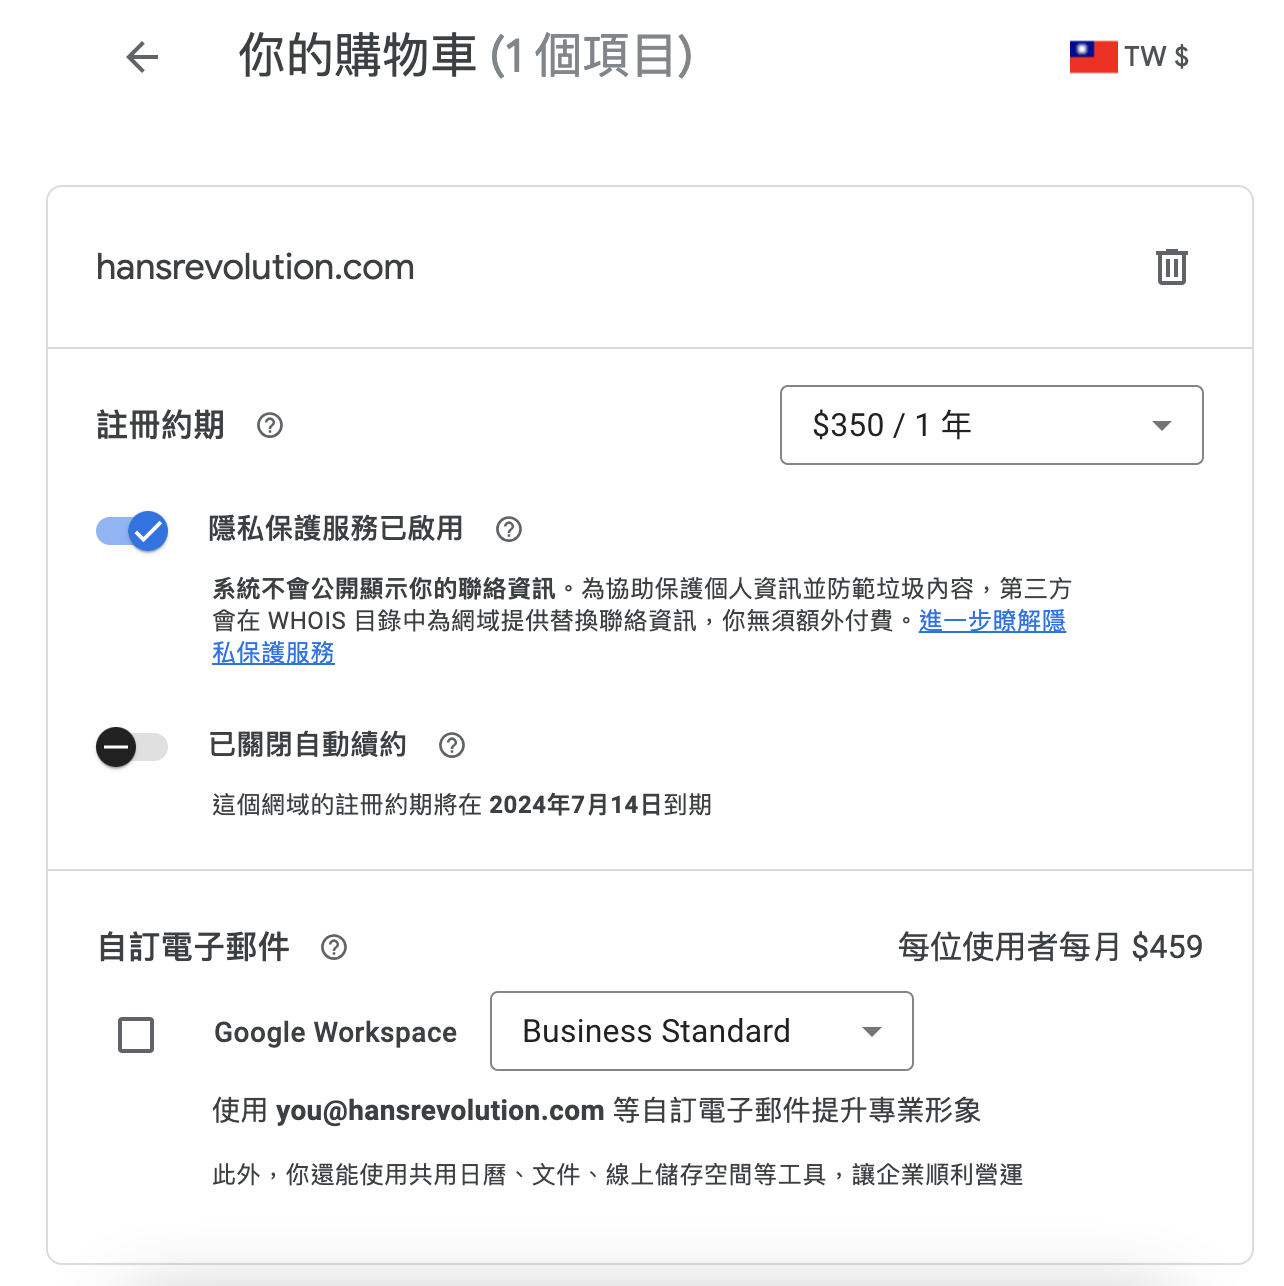 你的購物車 (1 個項目)
TW $
hansrevolution.com
註冊約期
$350 / 1 年
隱私保護服務已啟用
系統不會公開顯示你的聯絡資訊。為協助保護個人資訊並防範垃圾內容，第三方
會在 WHOIS 目錄中為網域提供替換聯絡資訊，你無須額外付費。進一步瞭解隱
私保護服務
已關閉自動續約
這個網域的註冊約期將在 2024年7月14日到期
自訂電子郵件
每位使用者每月 $459
Google Workspace
Business Standard
使用 you@hansrevolution.com 等自訂電子郵件提升專業形象
此外，你還能使用共用日曆、文件、線上儲存空間等工具，讓企業順利營運